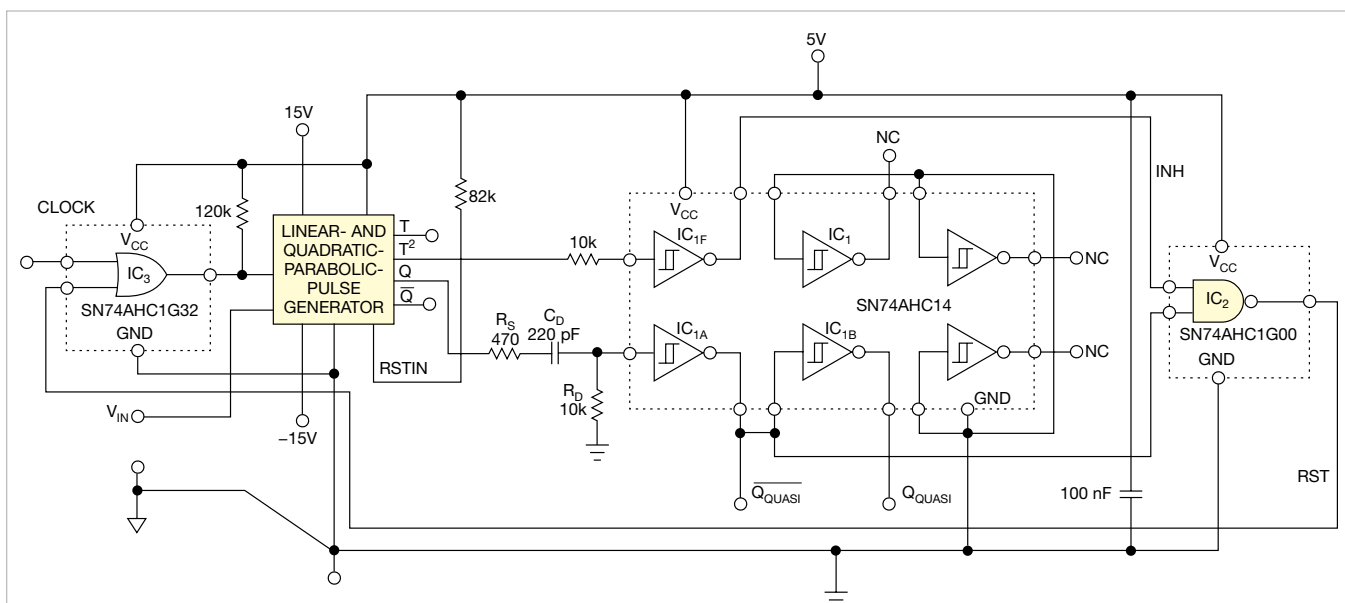 5V
15V
NC
INH
CLOCK
120k
82k
V_CC
V_CC
LINEAR- AND
QUADRATIC-
PARABOLIC-
PULSE
GENERATOR
T
T²
Q
Q̅
10k
IC_1F
IC_1
NC
V_CC
IC_3
SN74AHC1G32
GND
SN74AHC14
IC_2
SN74AHC1G00
R_S
470
C_D
220 pF
IC_1A
IC_1B
NC
GND
RSTIN
R_D
10k
GND
V_IN
–15V
Q̅_QUASI
Q_QUASI
100 nF
RST